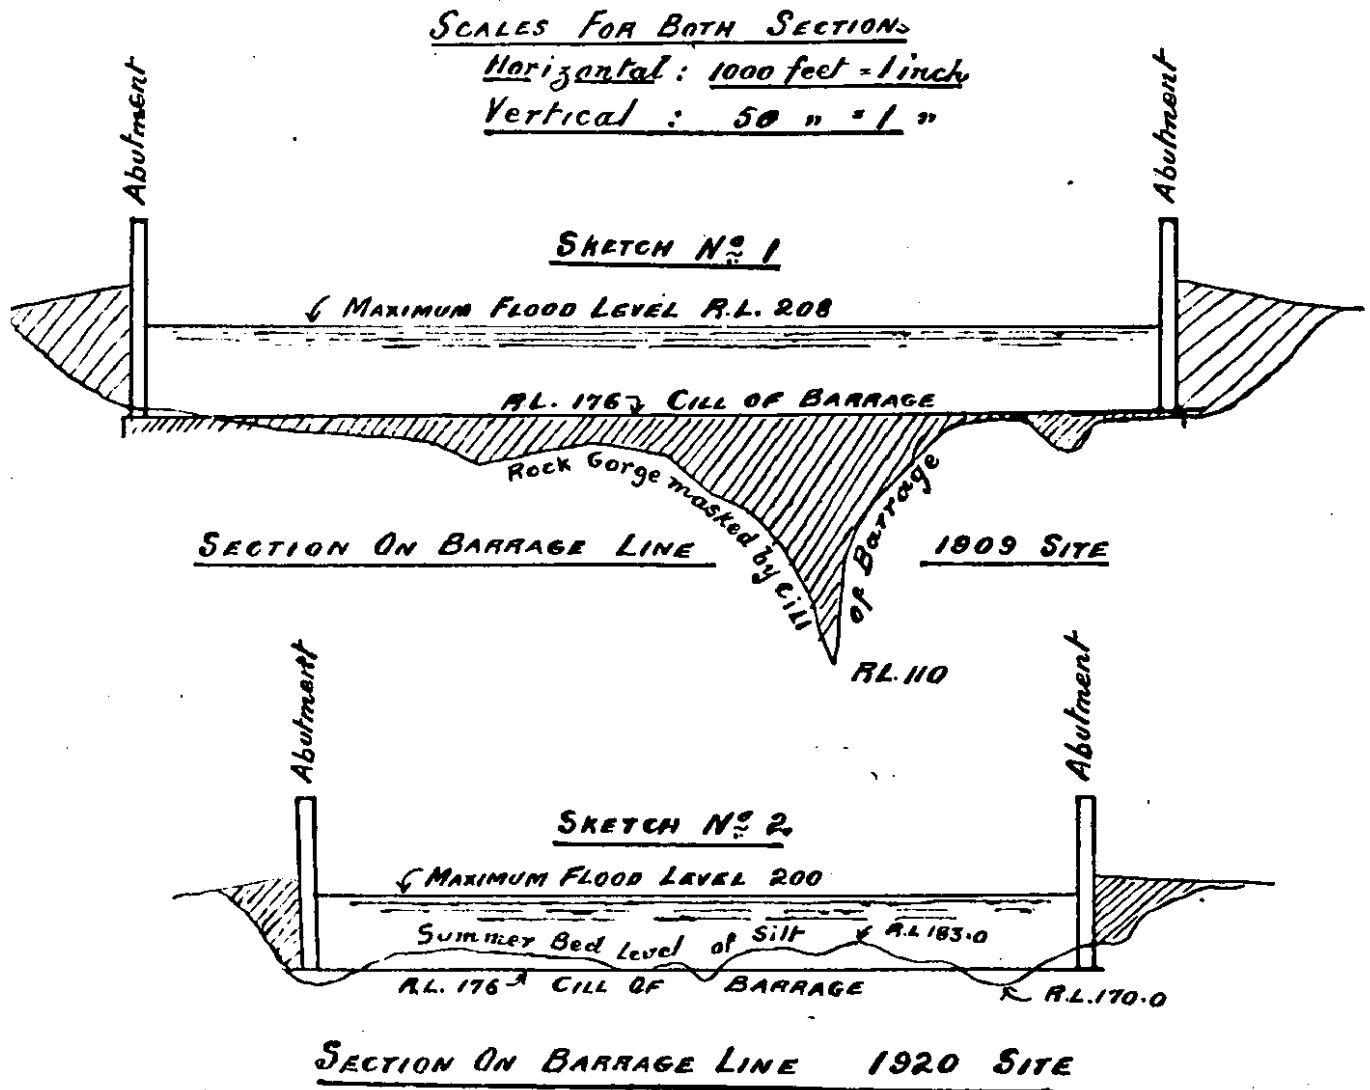 SCALES FOR BOTH SECTIONS
Horizontal : 1000 feet = 1 inch
Vertical : 50 " = 1 "
Abutment
Abutment
SKETCH No 1
MAXIMUM FLOOD LEVEL R.L. 208
R.L. 176 CILL OF BARRAGE
Rock Gorge masked by Cill of Barrage
SECTION ON BARRAGE LINE 1909 SITE
R.L. 110
Abutment
Abutment
SKETCH No 2
MAXIMUM FLOOD LEVEL 200
Summer Bed Level of Silt R.L 183.0
R.L. 176 CILL OF BARRAGE R.L. 170.0
SECTION ON BARRAGE LINE 1920 SITE